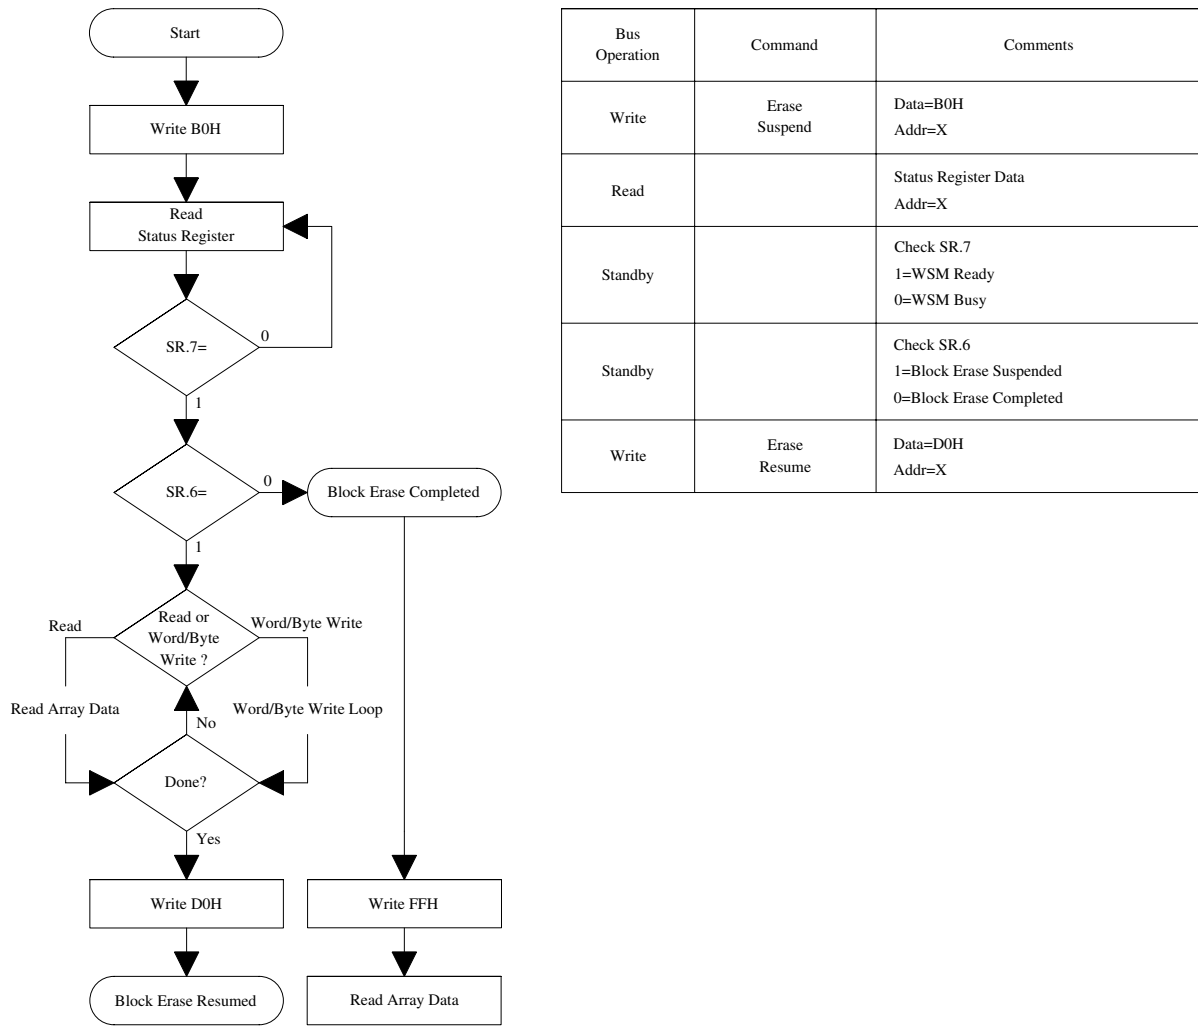 Start
Write B0H
Read
Status Register
SR.7=
0
1
SR.6=
0
Block Erase Completed
1
Read or
Word/Byte
Write ?
Read
Word/Byte Write
Read Array Data
Word/Byte Write Loop
No
Done?
Yes
Write D0H
Write FFH
Block Erase Resumed
Read Array Data
Bus
Operation
Command
Comments
Write
Erase
Suspend
Data=B0H
Addr=X
Read
Status Register Data
Addr=X
Standby
Check SR.7
1=WSM Ready
0=WSM Busy
Standby
Check SR.6
1=Block Erase Suspended
0=Block Erase Completed
Write
Erase
Resume
Data=D0H
Addr=X